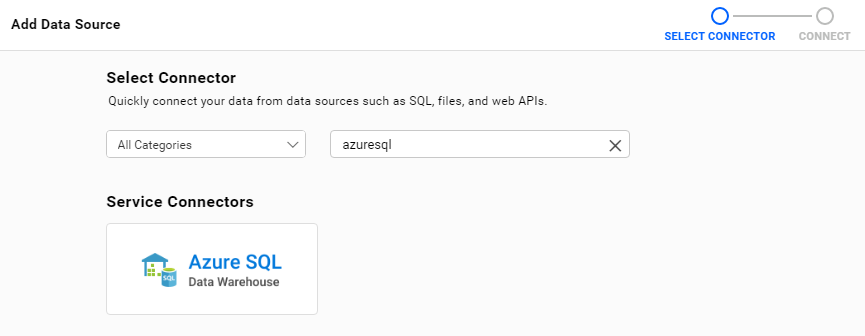 Add Data Source
SELECT CONNECTOR
CONNECT
Select Connector
Quickly connect your data from data sources such as SQL, files, and web APIs.
All Categories
azuresql
Service Connectors
SQL
Azure SQL
Data Warehouse